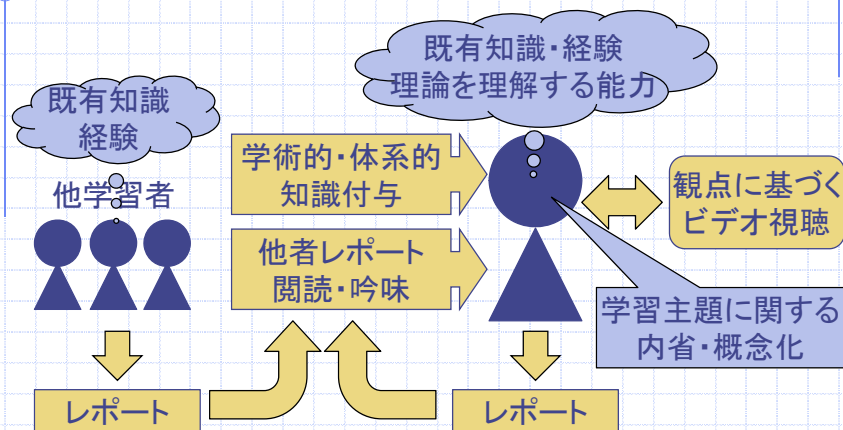 既有知識・経験
理論を理解する能力
既有知識
経験
他学習者
学術的・体系的
知識付与
観点に基づく
ビデオ視聴
他者レポート
閲読・吟味
学習主題に関する
内省・概念化
レポート
レポート